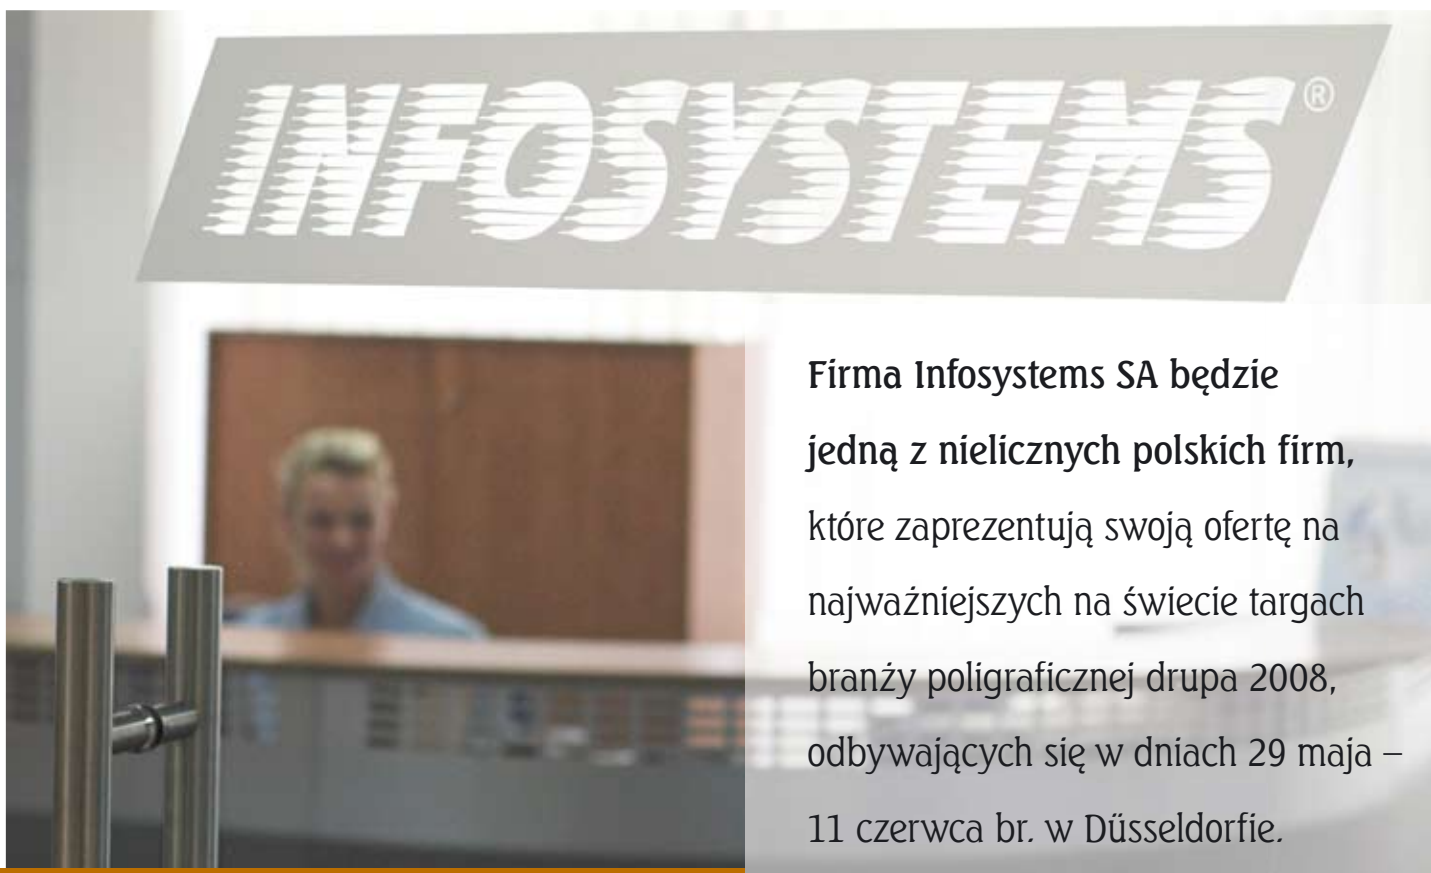 INFOSYSTEMS®
Firma Infosystems SA będzie
jedną z nielicznych polskich firm,
które zaprezentują swoją ofertę na
najważniejszych na świecie targach
branży poligraficznej drupa 2008,
odbywających się w dniach 29 maja –
11 czerwca br. w Düsseldorfie.